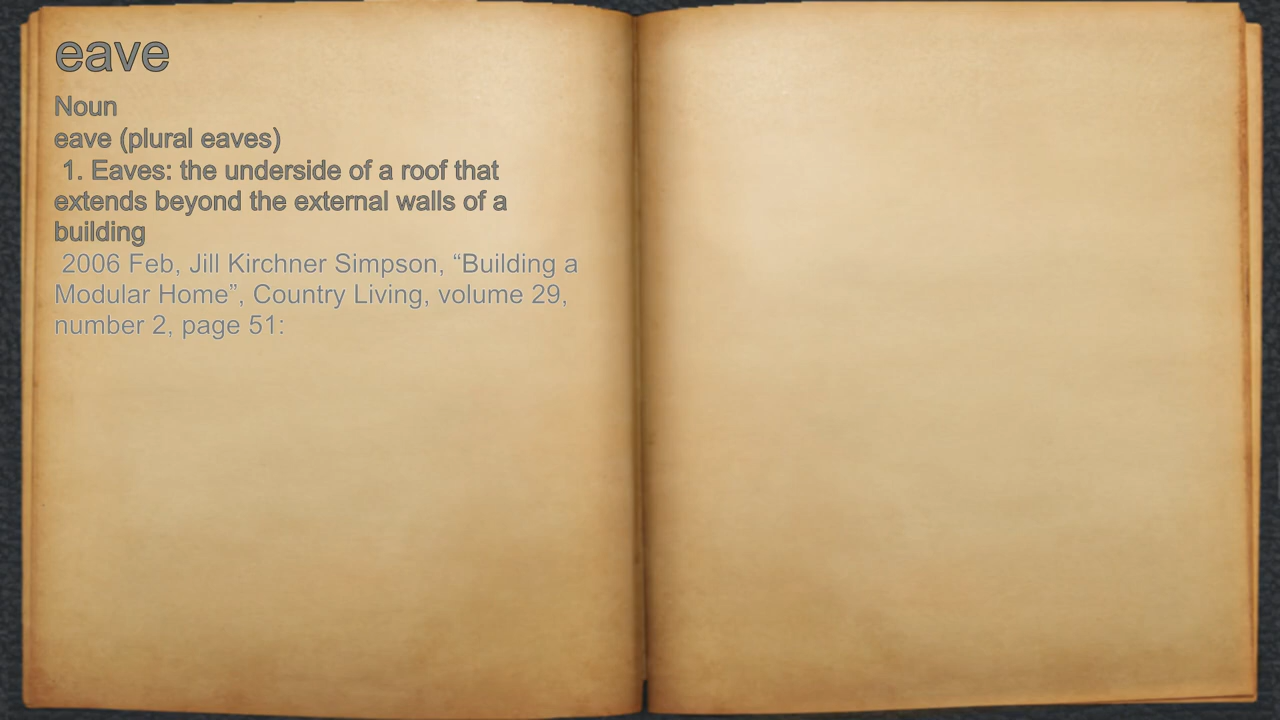 eave
Noun
eave (plural eaves)
1. Eaves: the underside of a roof that
extends beyond the external walls of a
building
2006 Feb, Jill Kirchner Simpson, “Building a
Modular Home”, Country Living, volume 29,
number 2, page 51: